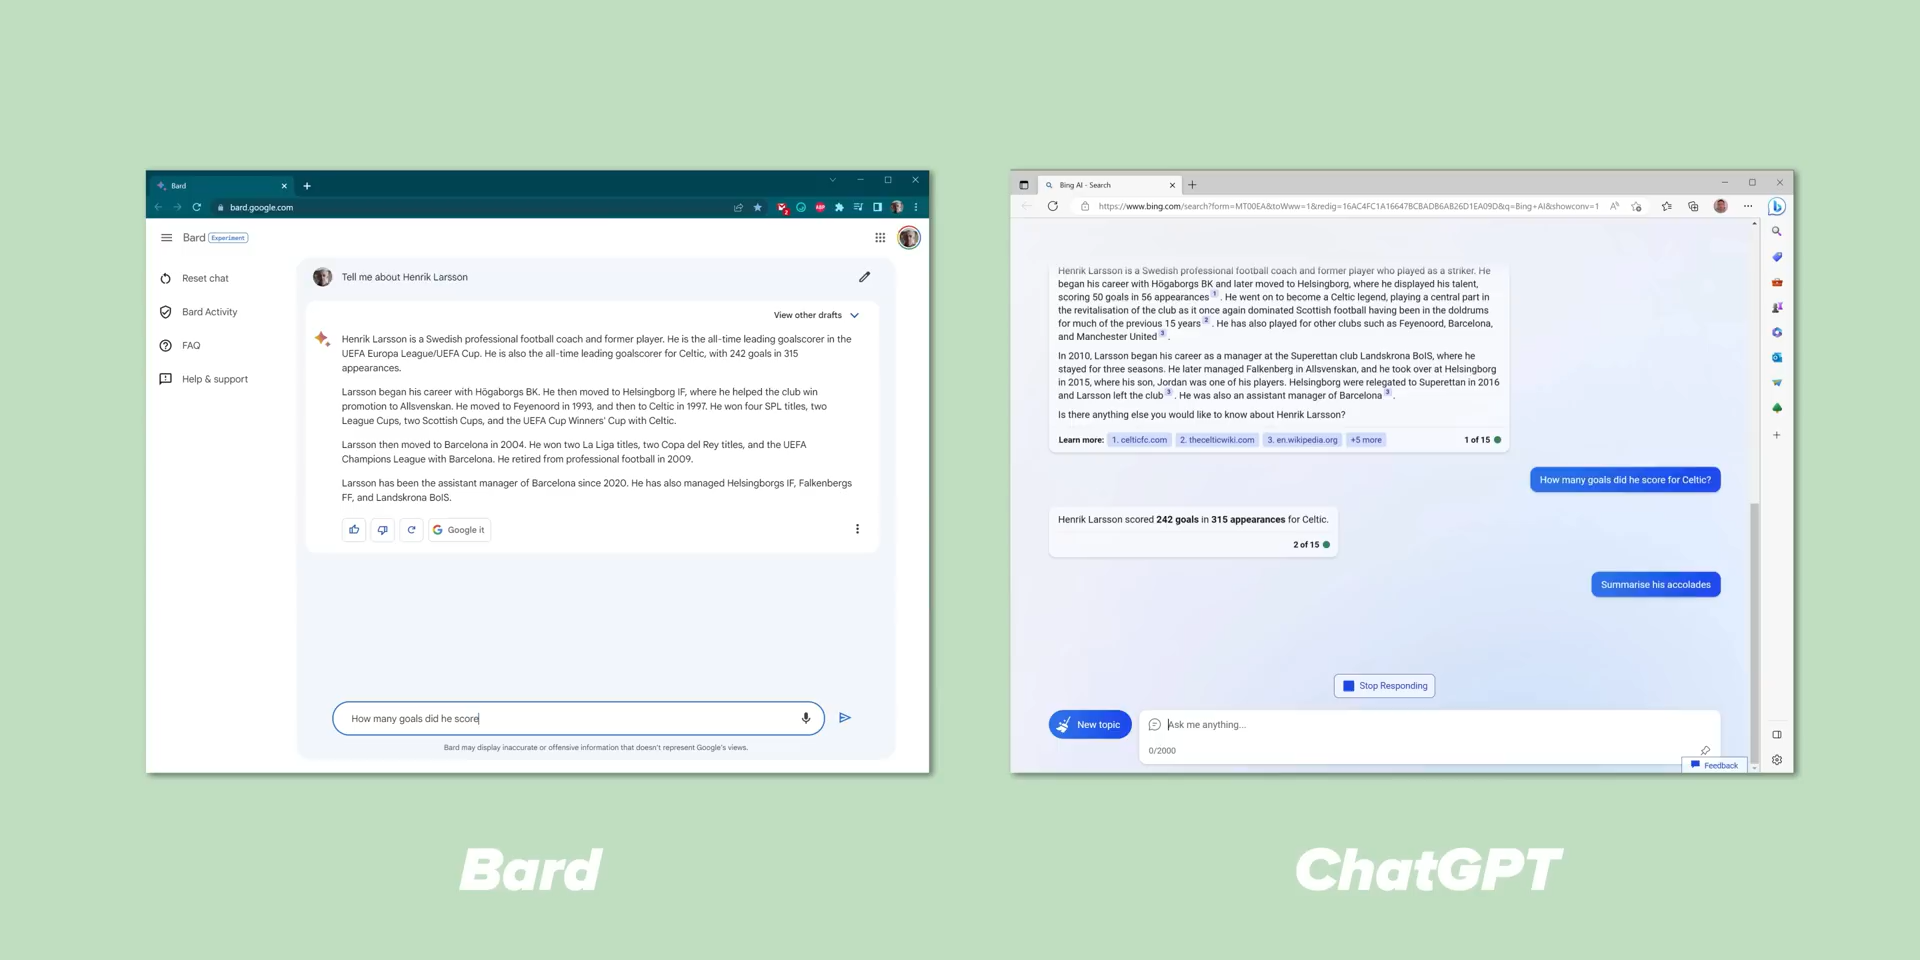 Bard
bard.google.com
2
ABP
Bard Experiment
Reset chat
Bard Activity
FAQ
Help & support
Tell me about Henrik Larsson
View other drafts
Henrik Larsson is a Swedish professional football coach and former player. He is the all-time leading goalscorer in the
UEFA Europa League/UEFA Cup. He is also the all-time leading goalscorer for Celtic, with 242 goals in 315
appearances.
Larsson began his career with Högaborgs BK. He then moved to Helsingborg IF, where he helped the club win
promotion to Allsvenskan. He moved to Feyenoord in 1993, and then to Celtic in 1997. He won four SPL titles, two
League Cups, two Scottish Cups, and the UEFA Cup Winners' Cup with Celtic.
Larsson then moved to Barcelona in 2004. He won two La Liga titles, two Copa del Rey titles, and the UEFA
Champions League with Barcelona. He retired from professional football in 2009.
Larsson has been the assistant manager of Barcelona since 2020. He has also managed Helsingborgs IF, Falkenbergs
FF, and Landskrona BoIS.
Google it
How many goals did he score
Bard may display inaccurate or offensive information that doesn't represent Google's views.
Bing AI - Search
https://www.bing.com/search?form=MT00EA&toWww=1&redig=16AC4FC1A16647BCBADB6AB26D1EA09D&q=Bing+AI&showconv=1
Henrik Larsson is a Swedish professional football coach and former player who played as a striker. He
began his career with Högaborgs BK and later moved to Helsingborg, where he displayed his talent,
scoring 50 goals in 56 appearances 1. He went on to become a Celtic legend, playing a central part in
the revitalisation of the club as it once again dominated Scottish football having been in the doldrums
for much of the previous 15 years 2. He has also played for other clubs such as Feyenoord, Barcelona,
and Manchester United 3.
In 2010, Larsson began his career as a manager at the Superettan club Landskrona BoIS, where he
stayed for three seasons. He later managed Falkenberg in Allsvenskan, and he took over at Helsingborg
in 2015, where his son, Jordan was one of his players. Helsingborg were relegated to Superettan in 2016
and Larsson left the club 3. He was also an assistant manager of Barcelona 3.
Is there anything else you would like to know about Henrik Larsson?
Learn more: 1. celticfc.com 2. thecelticwiki.com 3. en.wikipedia.org +5 more 1 of 15
How many goals did he score for Celtic?
Henrik Larsson scored 242 goals in 315 appearances for Celtic.
2 of 15
Summarise his accolades
Stop Responding
New topic
Ask me anything...
0/2000
Feedback
Bard
ChatGPT